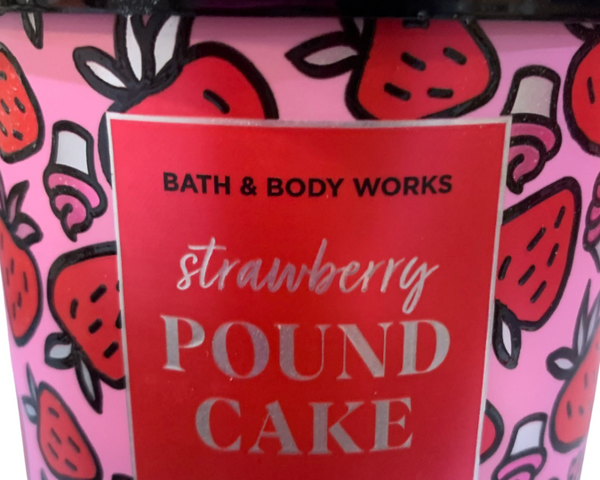 BATH & BODY WORKS
strawberry
POUND
CAKE